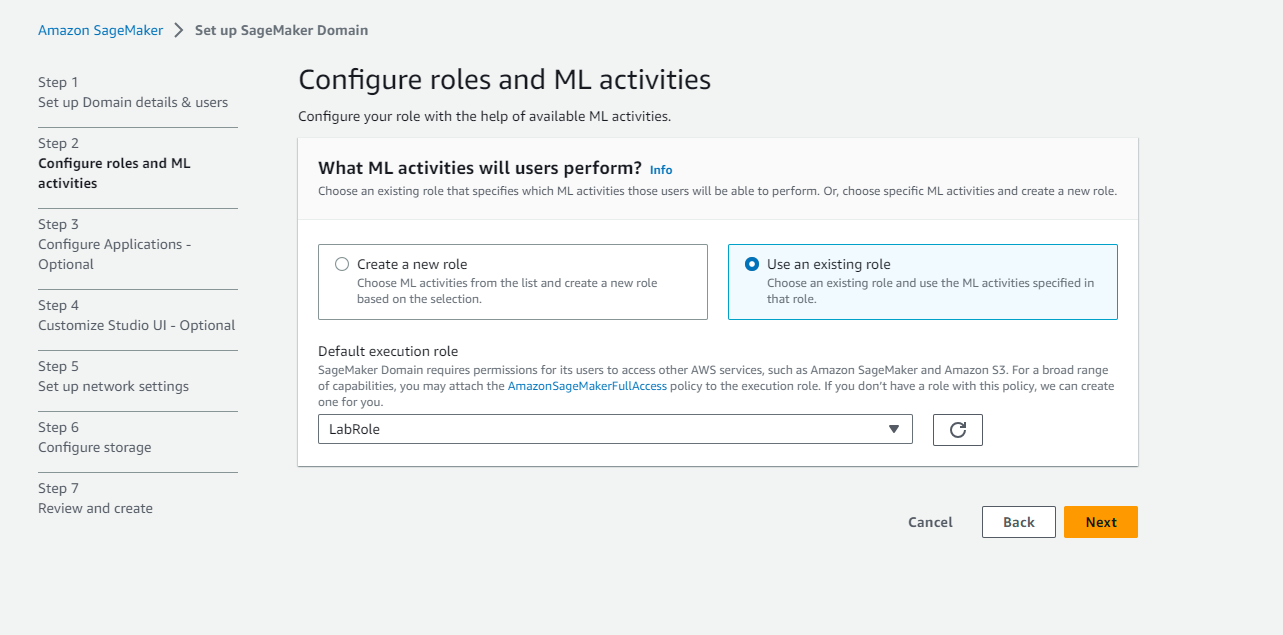 Amazon SageMaker > Set up SageMaker Domain
Step 1
Set up Domain details & users
Step 2
Configure roles and ML
activities
Step 3
Configure Applications -
Optional
Step 4
Customize Studio UI - Optional
Step 5
Set up network settings
Step 6
Configure storage
Step 7
Review and create
Configure roles and ML activities
Configure your role with the help of available ML activities.
What ML activities will users perform? Info
Choose an existing role that specifies which ML activities those users will be able to perform. Or, choose specific ML activities and create a new role.
Create a new role
Choose ML activities from the list and create a new role
based on the selection.
Use an existing role
Choose an existing role and use the ML activities specified in
that role.
Default execution role
SageMaker Domain requires permissions for its users to access other AWS services, such as Amazon SageMaker and Amazon S3. For a broad range
of capabilities, you may attach the AmazonSageMakerFullAccess policy to the execution role. If you don't have a role with this policy, we can create
one for you.
LabRole
Cancel
Back
Next